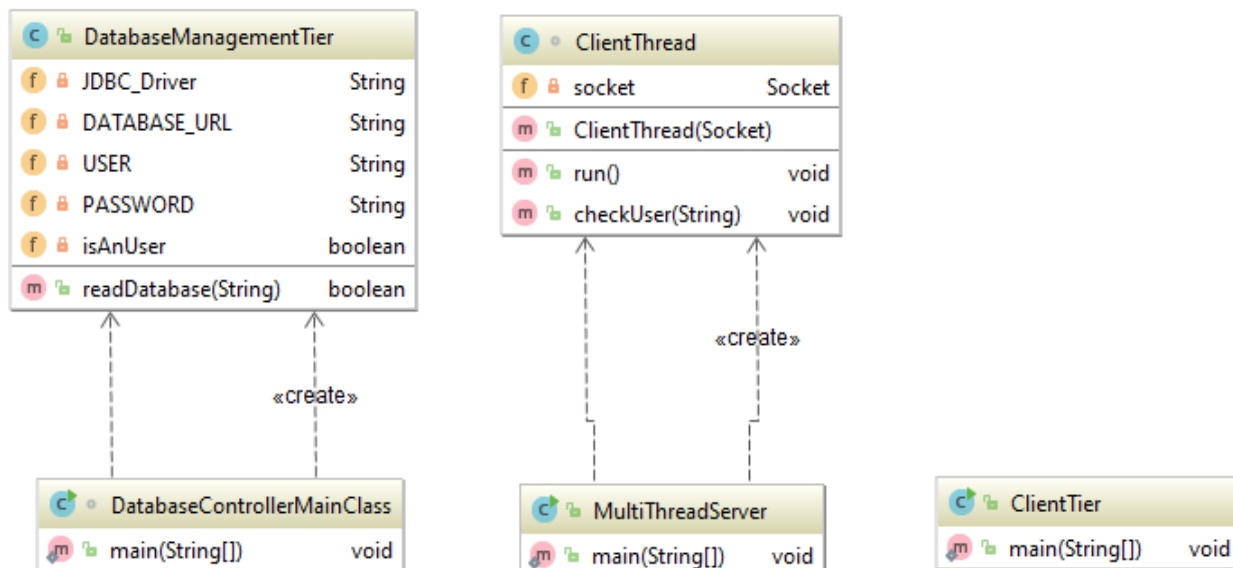 DatabaseManagementTier
JDBC_Driver String
DATABASE_URL String
USER String
PASSWORD String
isAnUser boolean
readDatabase(String) boolean
«create»
DatabaseControllerMainClass
main(String[]) void
ClientThread
socket Socket
ClientThread(Socket)
run() void
checkUser(String) void
«create»
MultiThreadServer
main(String[]) void
ClientTier
main(String[]) void